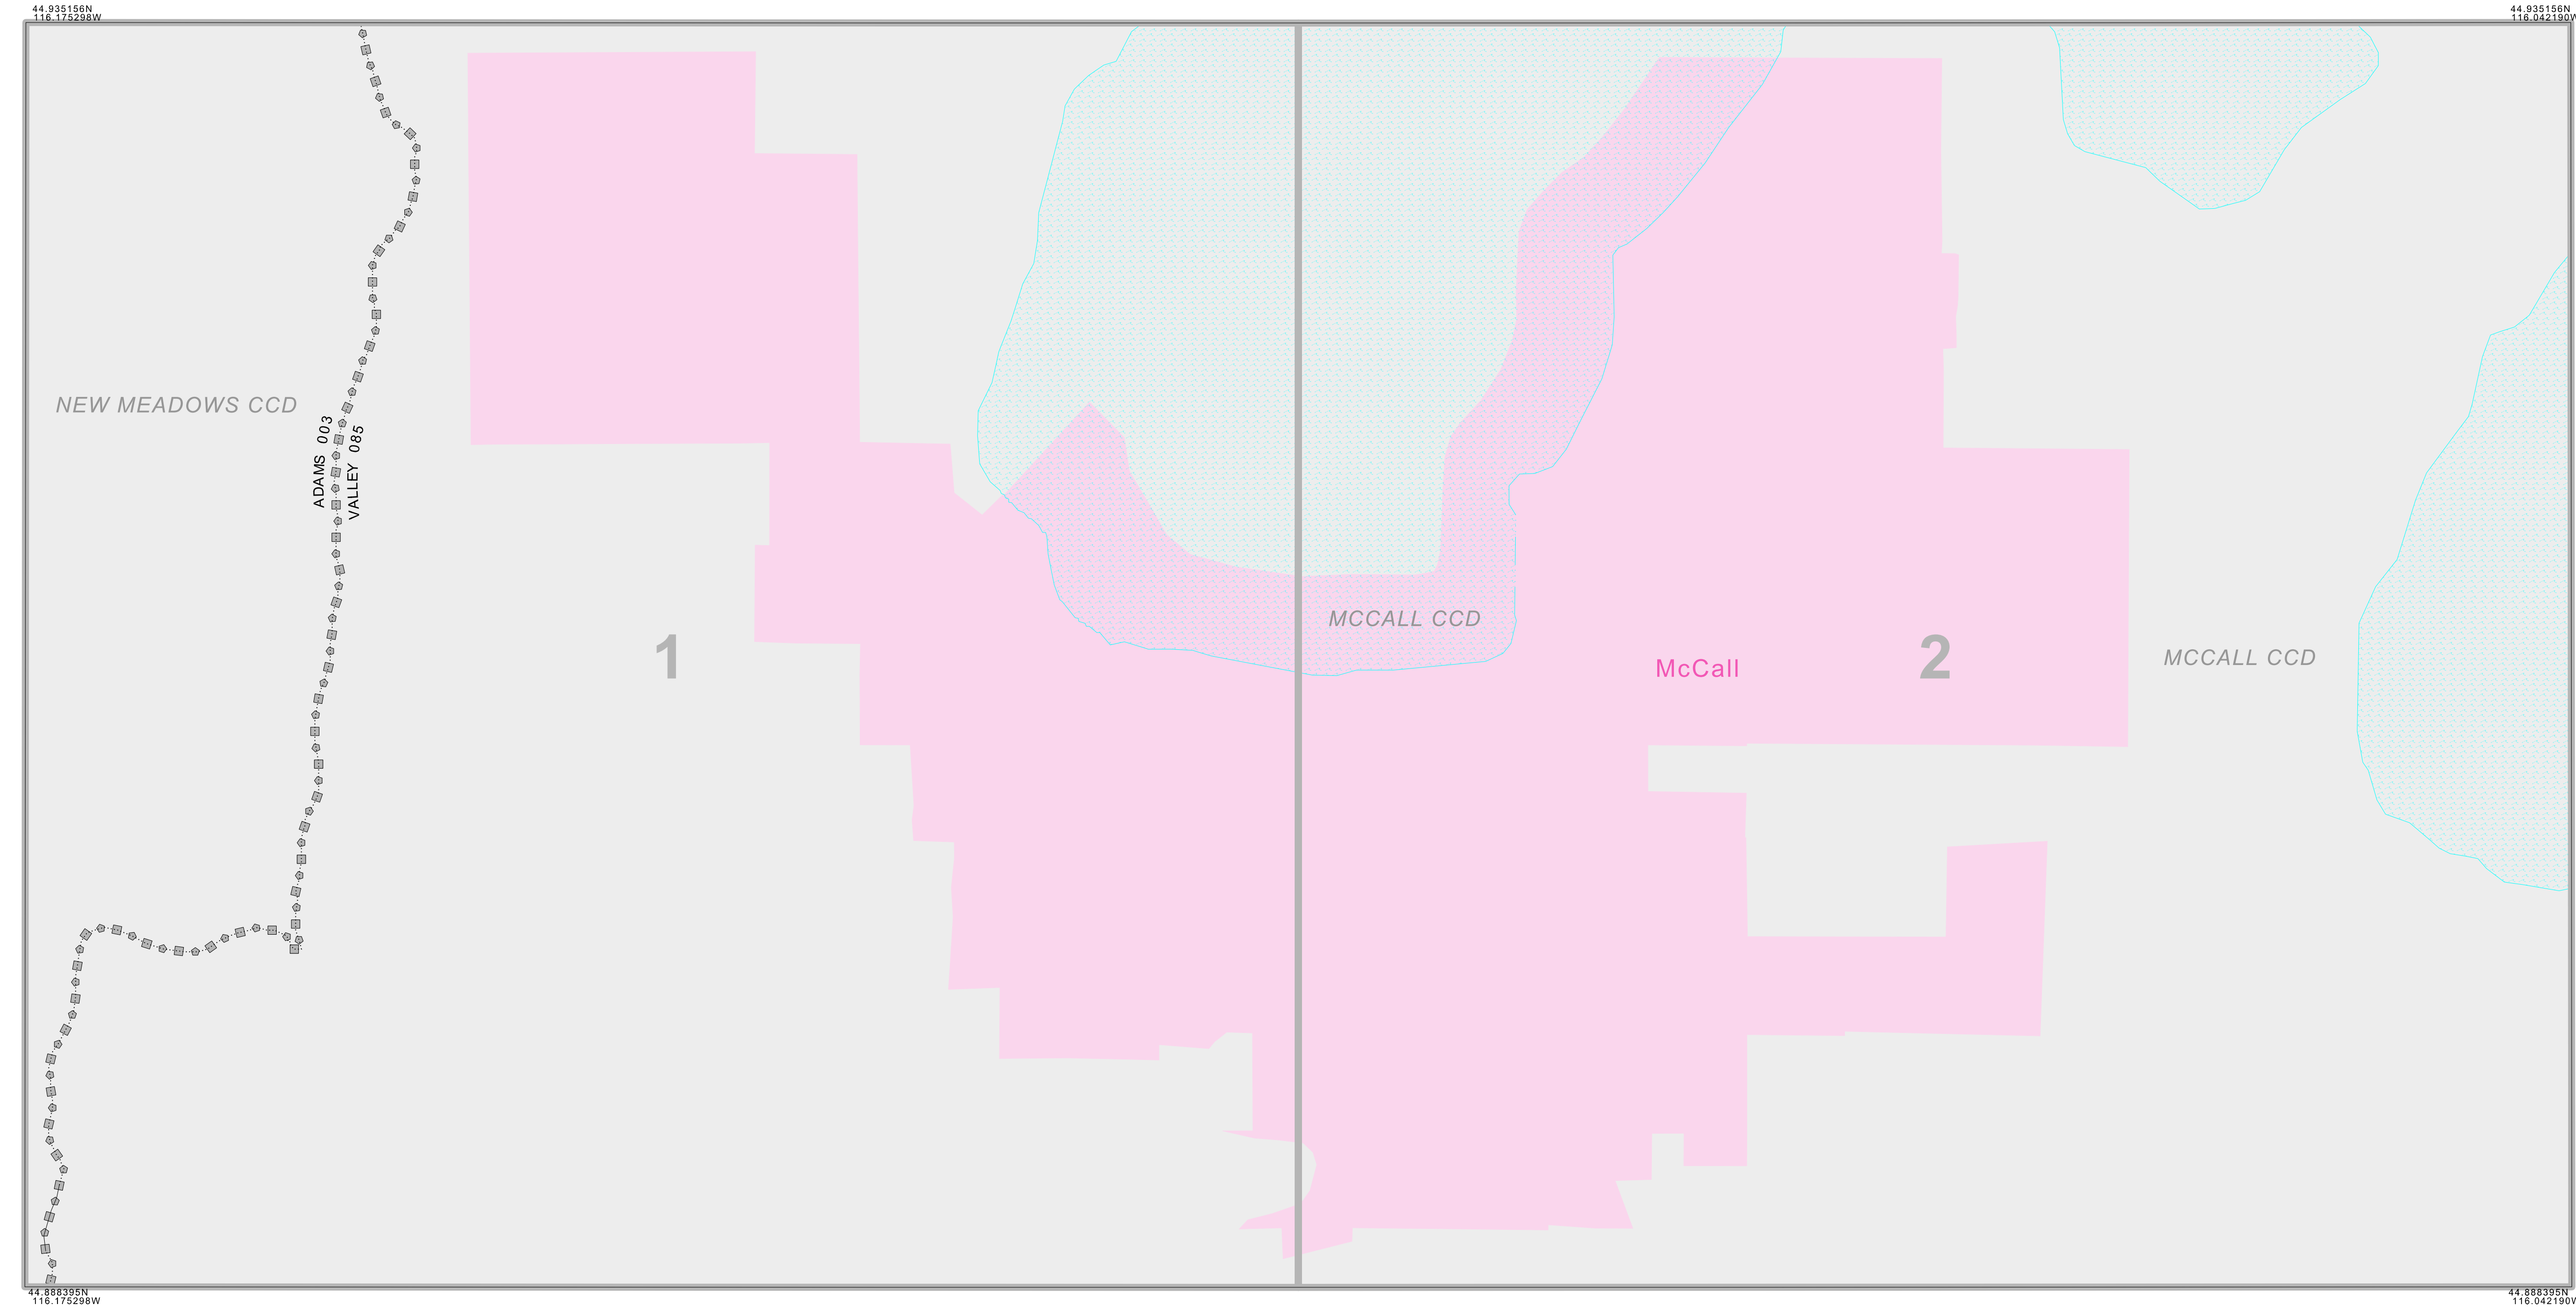 44.935156N
116.175298W
44.935156N
116.042190W
NEW MEADOWS CCD
ADAMS 003
VALLEY 085
1
MCCALL CCD
McCall
2
MCCALL CCD
44.888395N
116.175298W
44.888395N
116.042190W